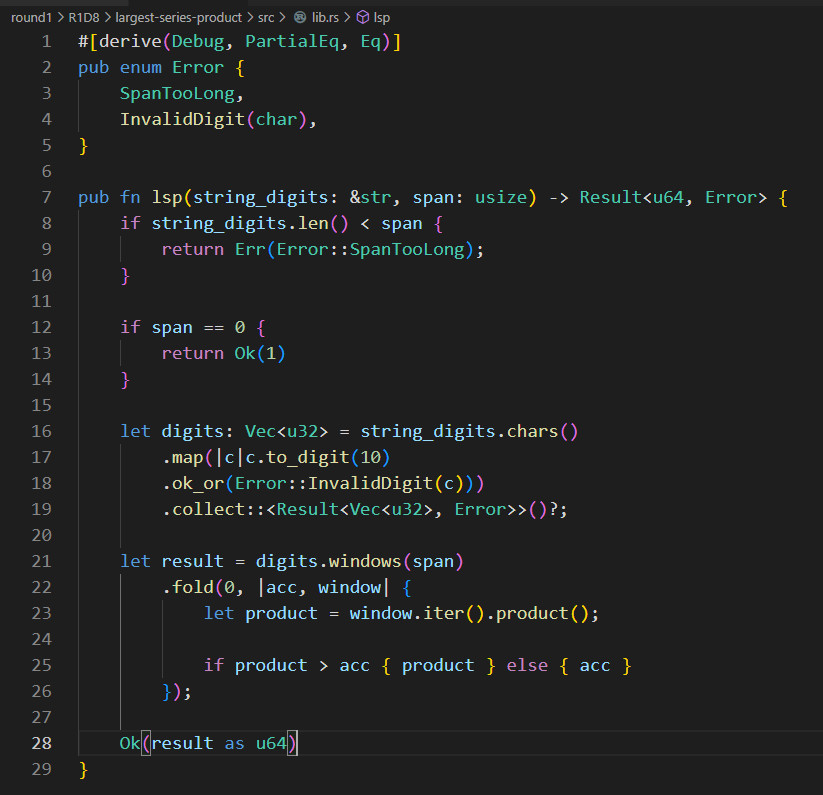 round1 > R1D8 > largest-series-product > src > lib.rs > lsp
1 #[derive(Debug, PartialEq, Eq)]
2 pub enum Error {
3     SpanTooLong,
4     InvalidDigit(char),
5 }
6
7 pub fn lsp(string_digits: &str, span: usize) -> Result<u64, Error> {
8     if string_digits.len() < span {
9         return Err(Error::SpanTooLong);
10     }
11
12     if span == 0 {
13         return Ok(1)
14     }
15
16     let digits: Vec<u32> = string_digits.chars()
17         .map(|c|c.to_digit(10)
18         .ok_or(Error::InvalidDigit(c)))
19         .collect::<Result<Vec<u32>, Error>>()?;
20
21     let result = digits.windows(span)
22         .fold(0, |acc, window| {
23             let product = window.iter().product();
24
25             if product > acc { product } else { acc }
26         });
27
28     Ok(result as u64)
29 }